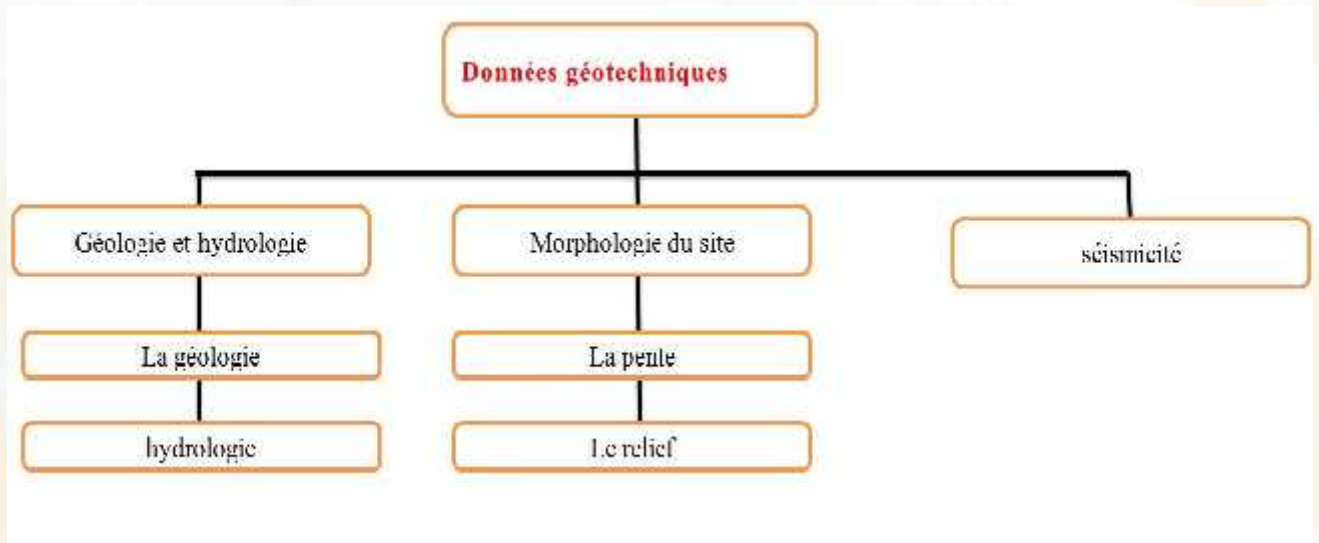 Données géotechniques
Géologie et hydrologie
Morphologie du site
séismicité
La géologie
La pente
hydrologie
Le relief